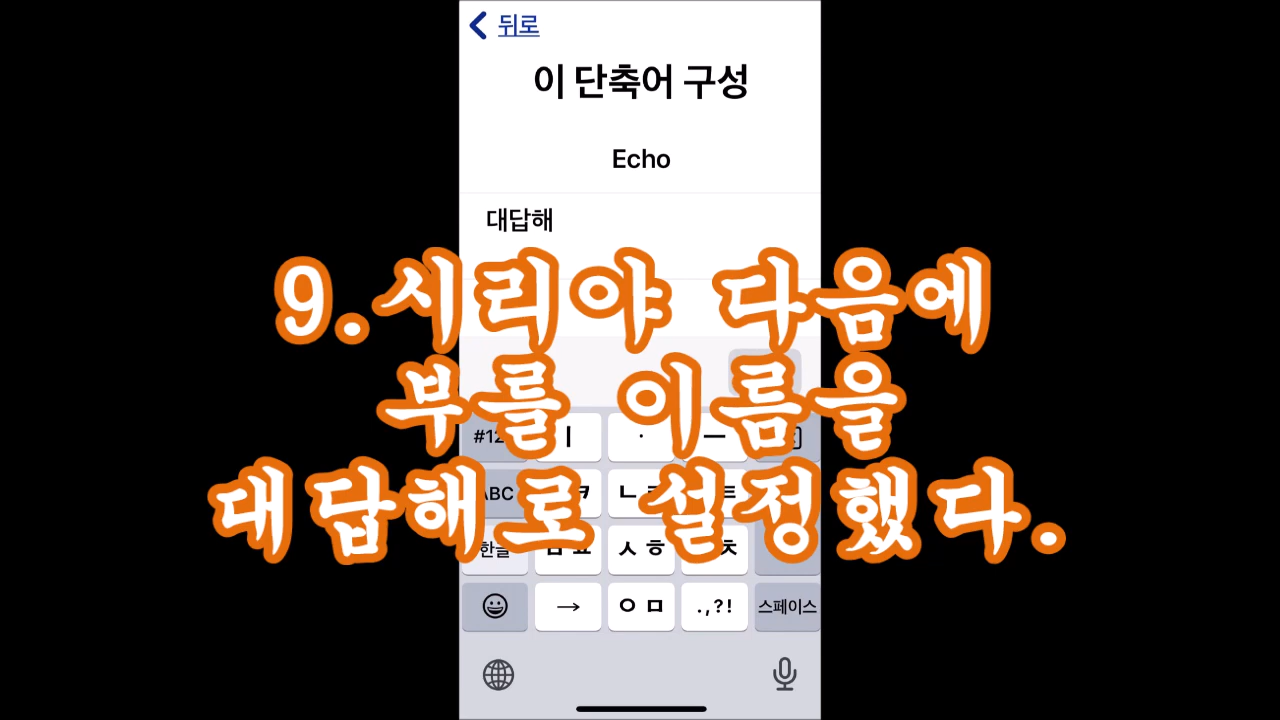 뒤로
이 단축어 구성
Echo
대답해
9.시리야 다음에
부를 이름을
대답해로 설정했다.
#12
ㅣ
·
ㅡ
ABC
ㅋ
ㄴ
한글
ㅅㅎ
ㅊ
→
ㅇㅁ
.,?!
스페이스